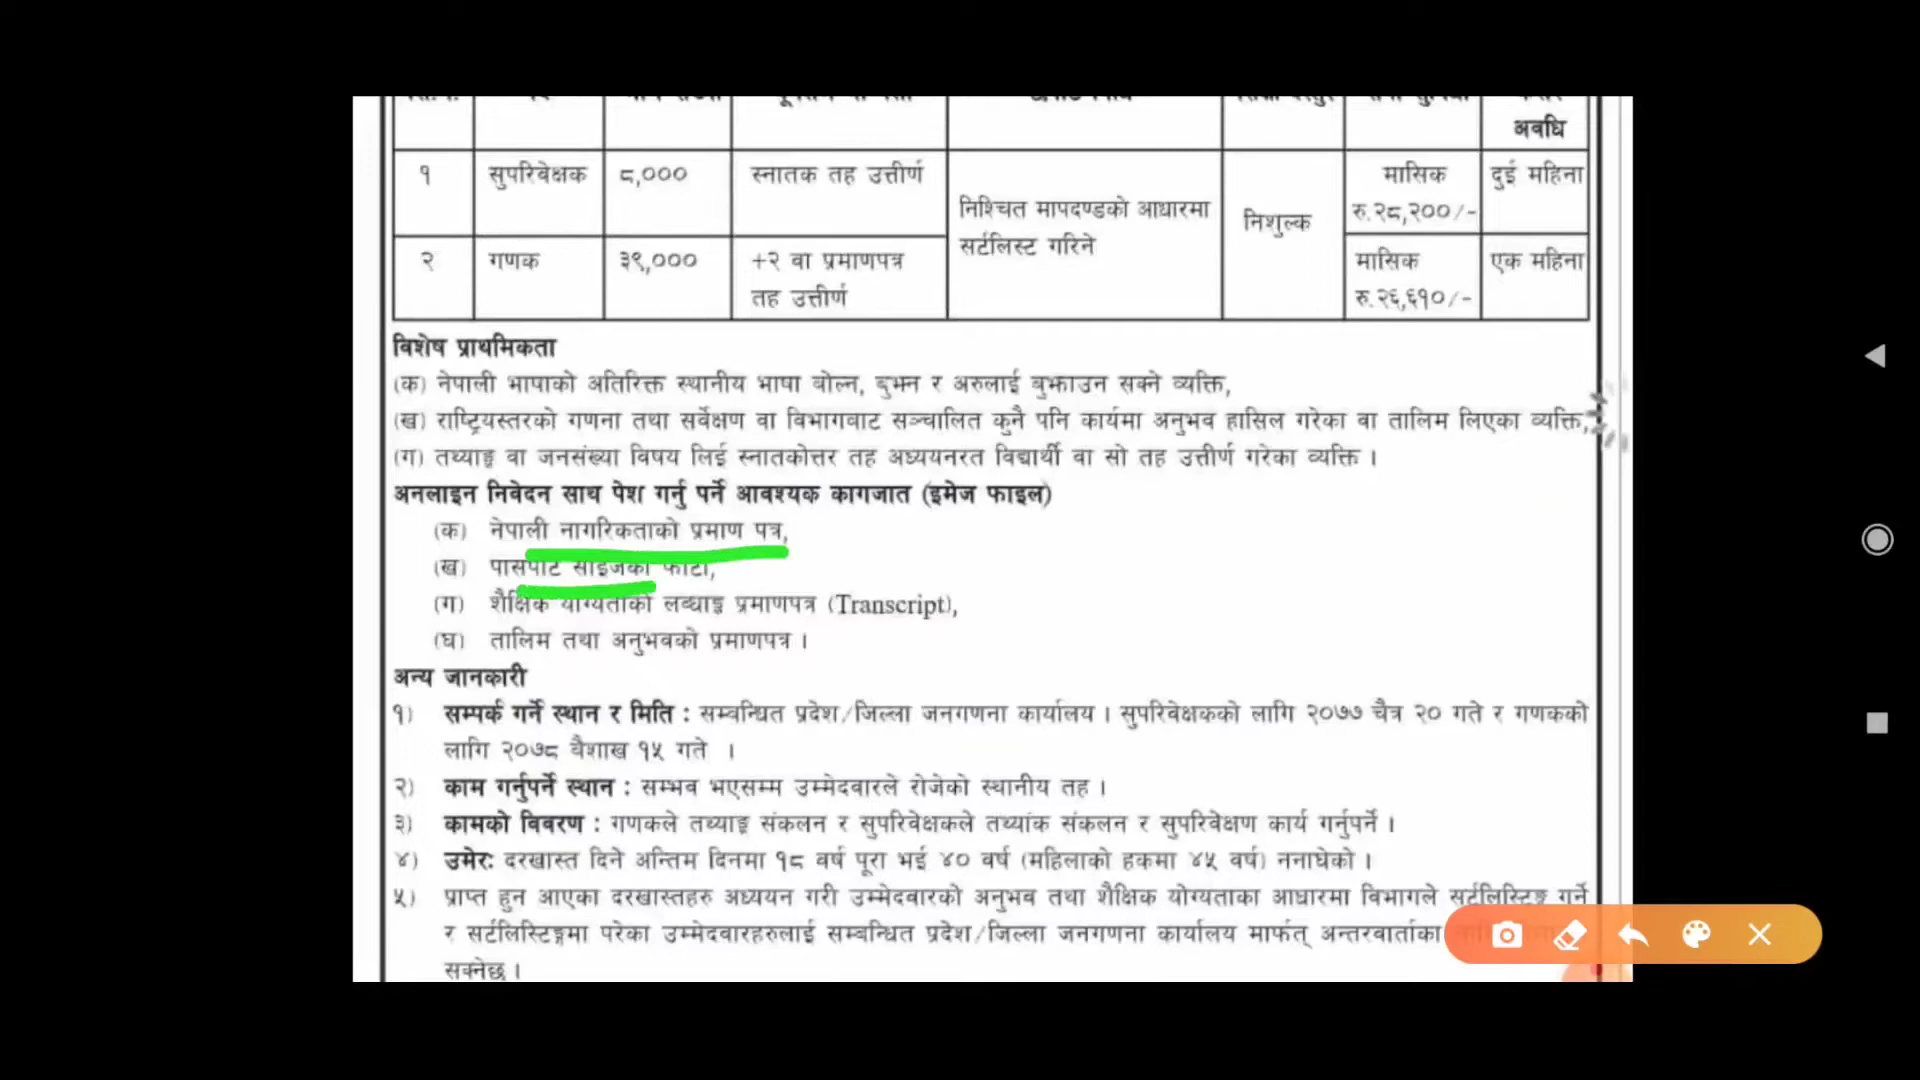 अवधि
१ सुपरिवेक्षक ८,००० स्नातक तह उत्तीर्ण निश्चित मापदण्डको आधारमा सर्टलिस्ट गरिने निशुल्क मासिक रु.२८,२००/- दुई महिना
२ गणक ३९,००० +२ वा प्रमाणपत्र तह उत्तीर्ण मासिक रु.२६,६१०/- एक महिना
विशेष प्राथमिकता
(क) नेपाली भाषाको अतिरिक्त स्थानीय भाषा बोल्न, बुझ्न र अरुलाई बुझाउन सक्ने व्यक्ति,
(ख) राष्ट्रियस्तरको गणना तथा सर्वेक्षण वा विभागबाट सञ्चालित कुनै पनि कार्यमा अनुभव हासिल गरेका वा तालिम लिएका व्यक्ति,
(ग) तथ्याङ्क वा जनसंख्या विषय लिई स्नातकोत्तर तह अध्ययनरत विद्यार्थी वा सो तह उत्तीर्ण गरेका व्यक्ति ।
अनलाइन निवेदन साथ पेश गर्नु पर्ने आवश्यक कागजात (इमेज फाइल)
(क) नेपाली नागरिकताको प्रमाण पत्र,
(ख) पासपोर्ट साइजको फोटो,
(ग) शैक्षिक योग्यताको लब्धाङ्क प्रमाणपत्र (Transcript),
(घ) तालिम तथा अनुभवको प्रमाणपत्र ।
अन्य जानकारी
१) सम्पर्क गर्ने स्थान र मिति : सम्बन्धित प्रदेश/जिल्ला जनगणना कार्यालय । सुपरिवेक्षकको लागि २०७७ चैत्र २० गते र गणकको
लागि २०७८ बैशाख १५ गते ।
२) काम गर्नुपर्ने स्थान : सम्भव भएसम्म उम्मेदवारले रोजेको स्थानीय तह ।
३) कामको विवरण : गणकले तथ्याङ्क संकलन र सुपरिवेक्षकले तथ्यांक संकलन र सुपरिवेक्षण कार्य गर्नुपर्ने ।
४) उमेर: दरखास्त दिने अन्तिम दिनमा १८ वर्ष पूरा भई ४० वर्ष (महिलाको हकमा ४५ वर्ष) ननाघेको ।
५) प्राप्त हुन आएका दरखास्तहरु अध्ययन गरी उम्मेदवारको अनुभव तथा शैक्षिक योग्यताका आधारमा विभागले सर्टलिस्टिङ्ग गर्ने
र सर्टलिस्टिङ्गमा परेका उम्मेदवारहरुलाई सम्बन्धित प्रदेश/जिल्ला जनगणना कार्यालय मार्फत् अन्तरवार्ताका
सक्नेछ ।